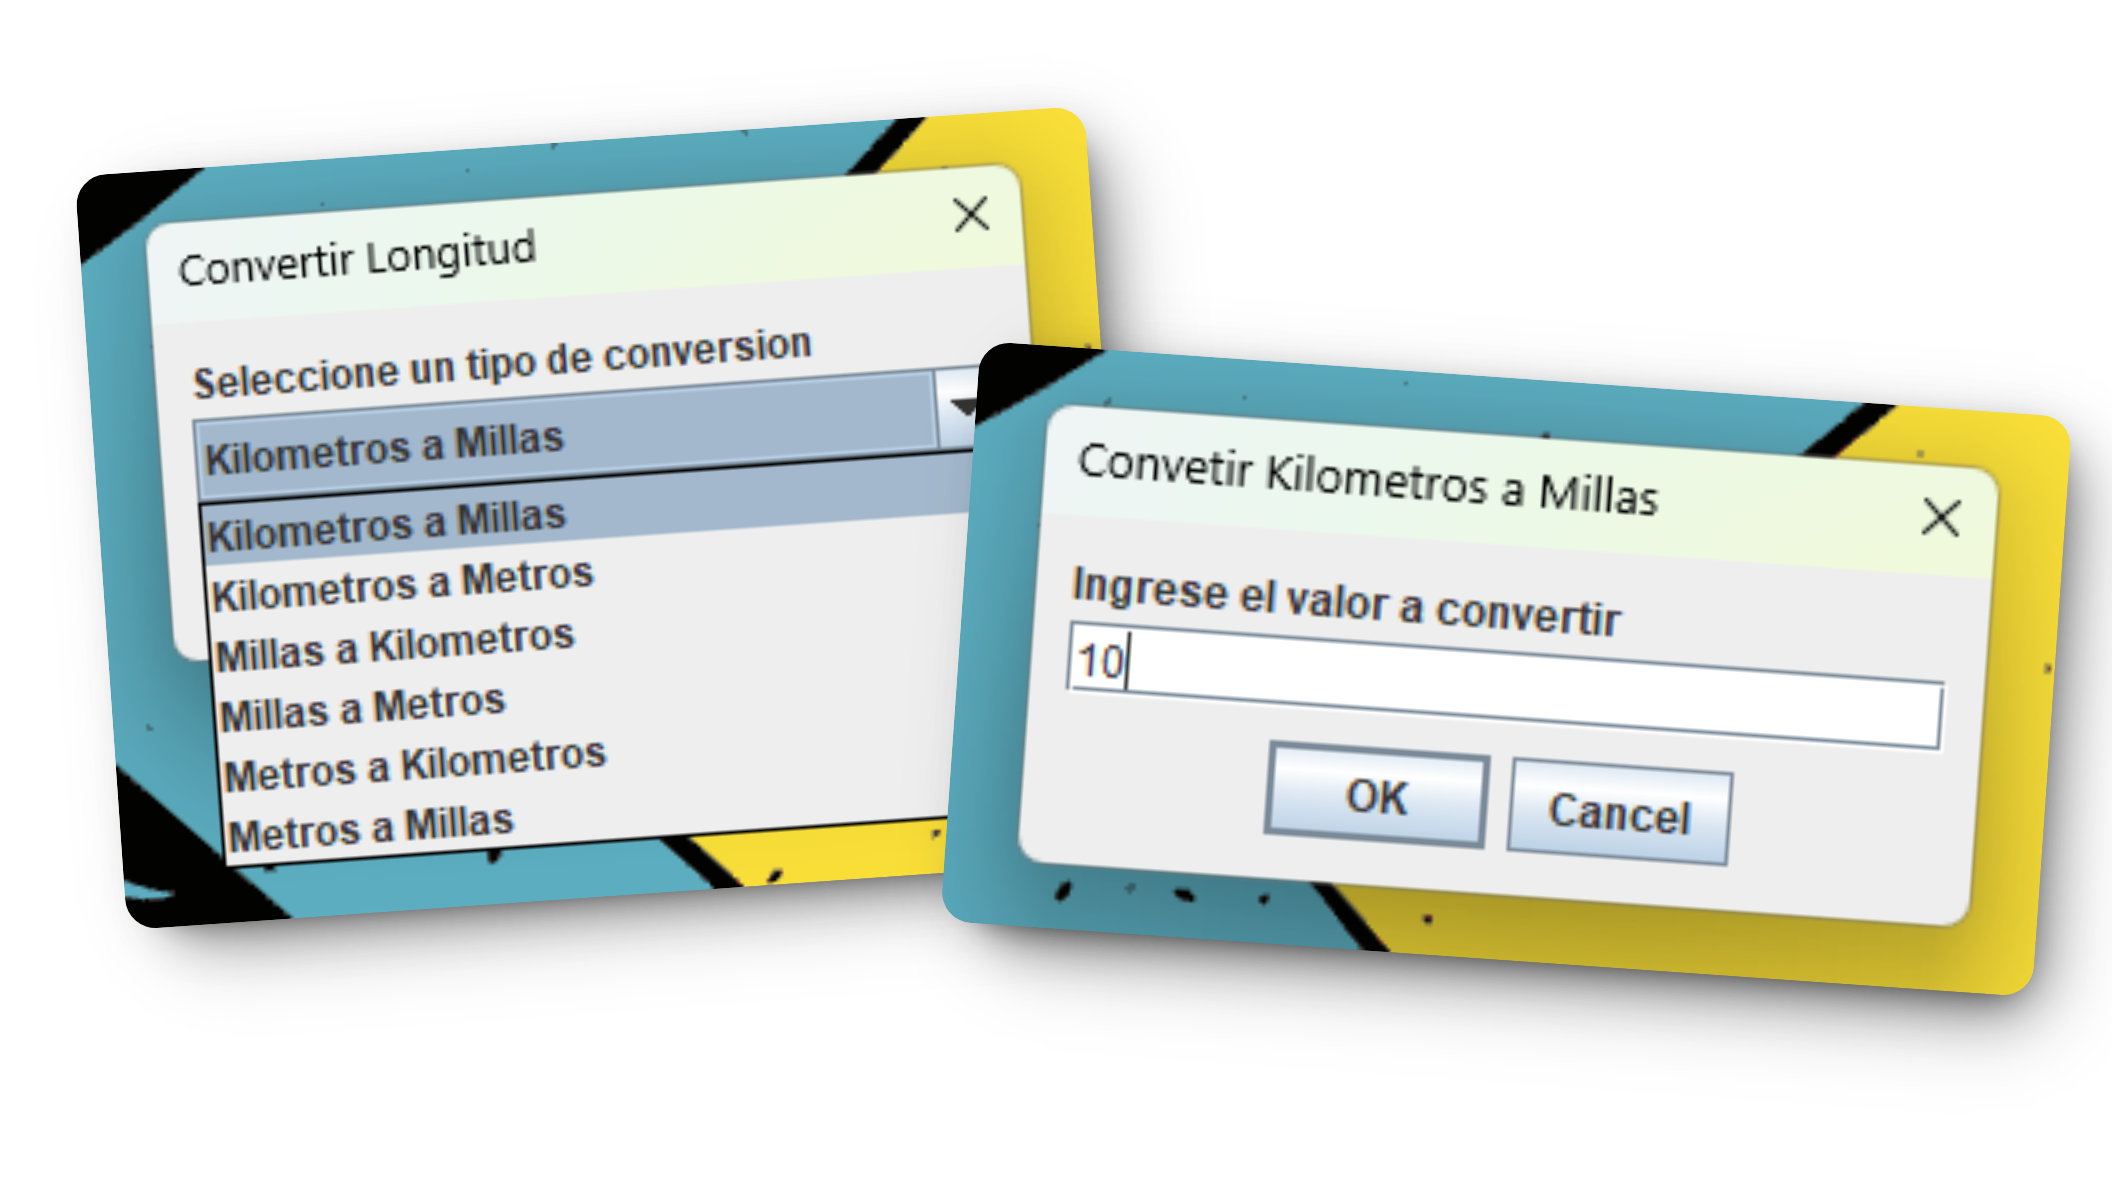 Convertir Longitud
Seleccione un tipo de conversion
Kilometros a Millas
Kilometros a Millas
Kilometros a Metros
Millas a Kilometros
Millas a Metros
Metros a Kilometros
Metros a Millas
Convetir Kilometros a Millas
Ingrese el valor a convertir
10
OK Cancel